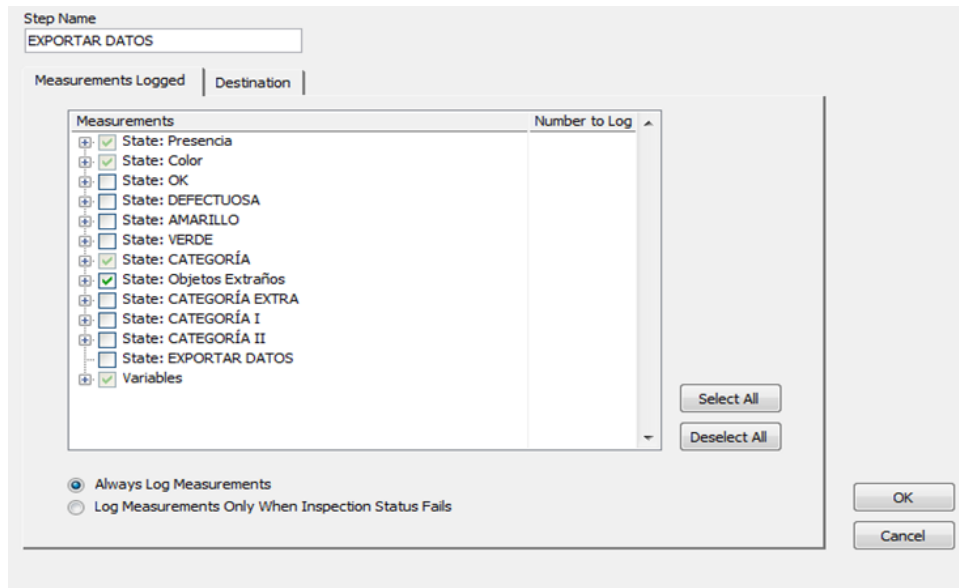 Step Name
EXPORTAR DATOS
Measurements Logged Destination
Measurements Number to Log
State: Presencia
State: Color
State: OK
State: DEFECTUOSA
State: AMARILLO
State: VERDE
State: CATEGORÍA
State: Objetos Extraños
State: CATEGORÍA EXTRA
State: CATEGORÍA I
State: CATEGORÍA II
State: EXPORTAR DATOS
Variables
Select All
Deselect All
Always Log Measurements
Log Measurements Only When Inspection Status Fails
OK
Cancel